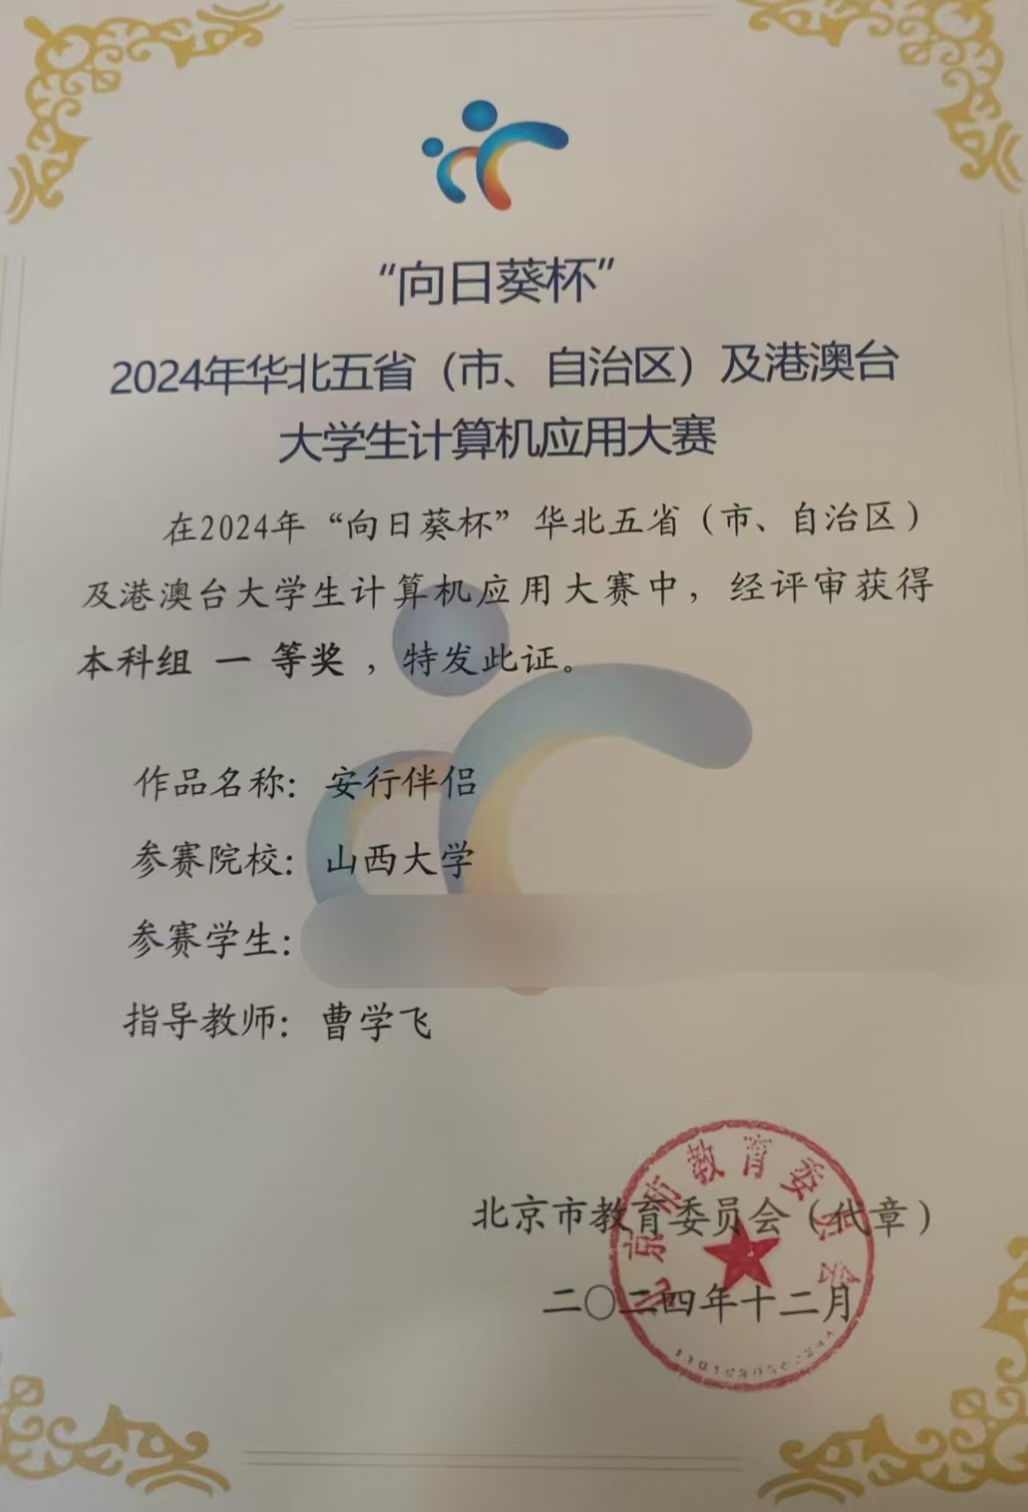 “向日葵杯”
2024年华北五省（市、自治区）及港澳台
大学生计算机应用大赛
在2024年“向日葵杯”华北五省（市、自治区）
及港澳台大学生计算机应用大赛中，经评审获得
本科组 一 等奖 ，特发此证。
作品名称：安行伴侣
参赛院校：山西大学
参赛学生：
指导教师：曹学飞
北京市教育委员会（代章）
二〇二四年十二月
北京市教育委员会